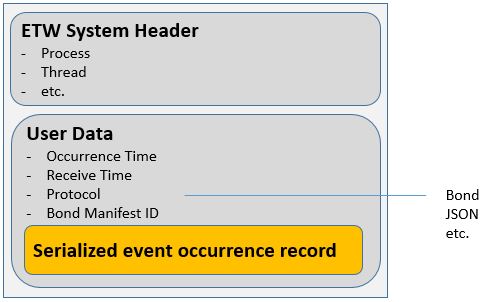 ETW System Header
- Process
- Thread
- etc.
User Data
- Occurrence Time
- Receive Time
- Protocol
- Bond Manifest ID
Serialized event occurrence record
Bond
JSON
etc.